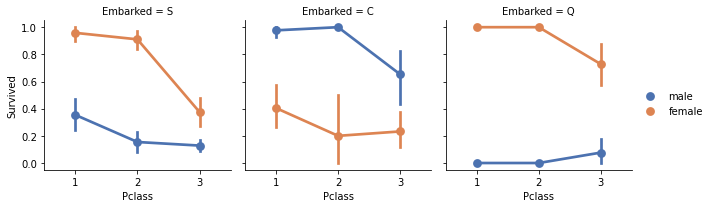 Embarked = S
Embarked = C
Embarked = Q
Survived
1.0
0.8
0.6
0.4
0.2
0.0
1 2 3
1 2 3
1 2 3
Pclass
Pclass
Pclass
male
female